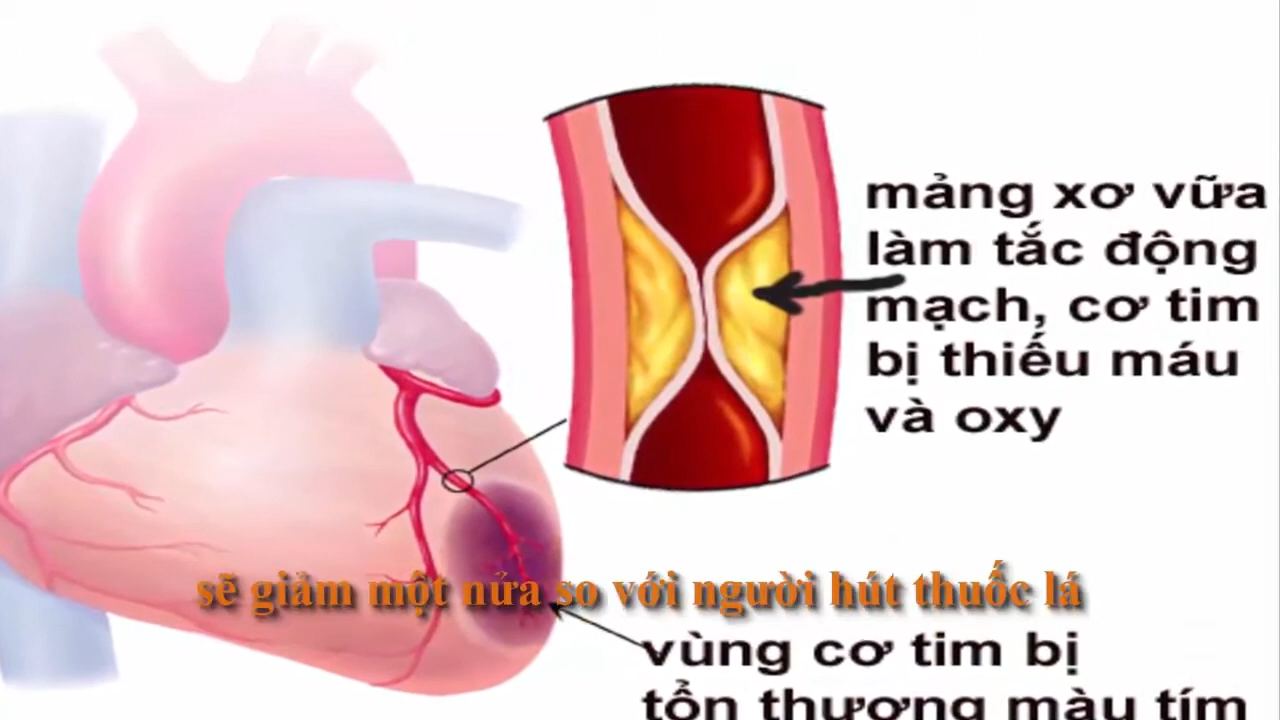 mảng xơ vữa
làm tắc động
mạch, cơ tim
bị thiếu máu
và oxy
sẽ giảm một nửa so với người hút thuốc lá
vùng cơ tim bị
tổn thương màu tím